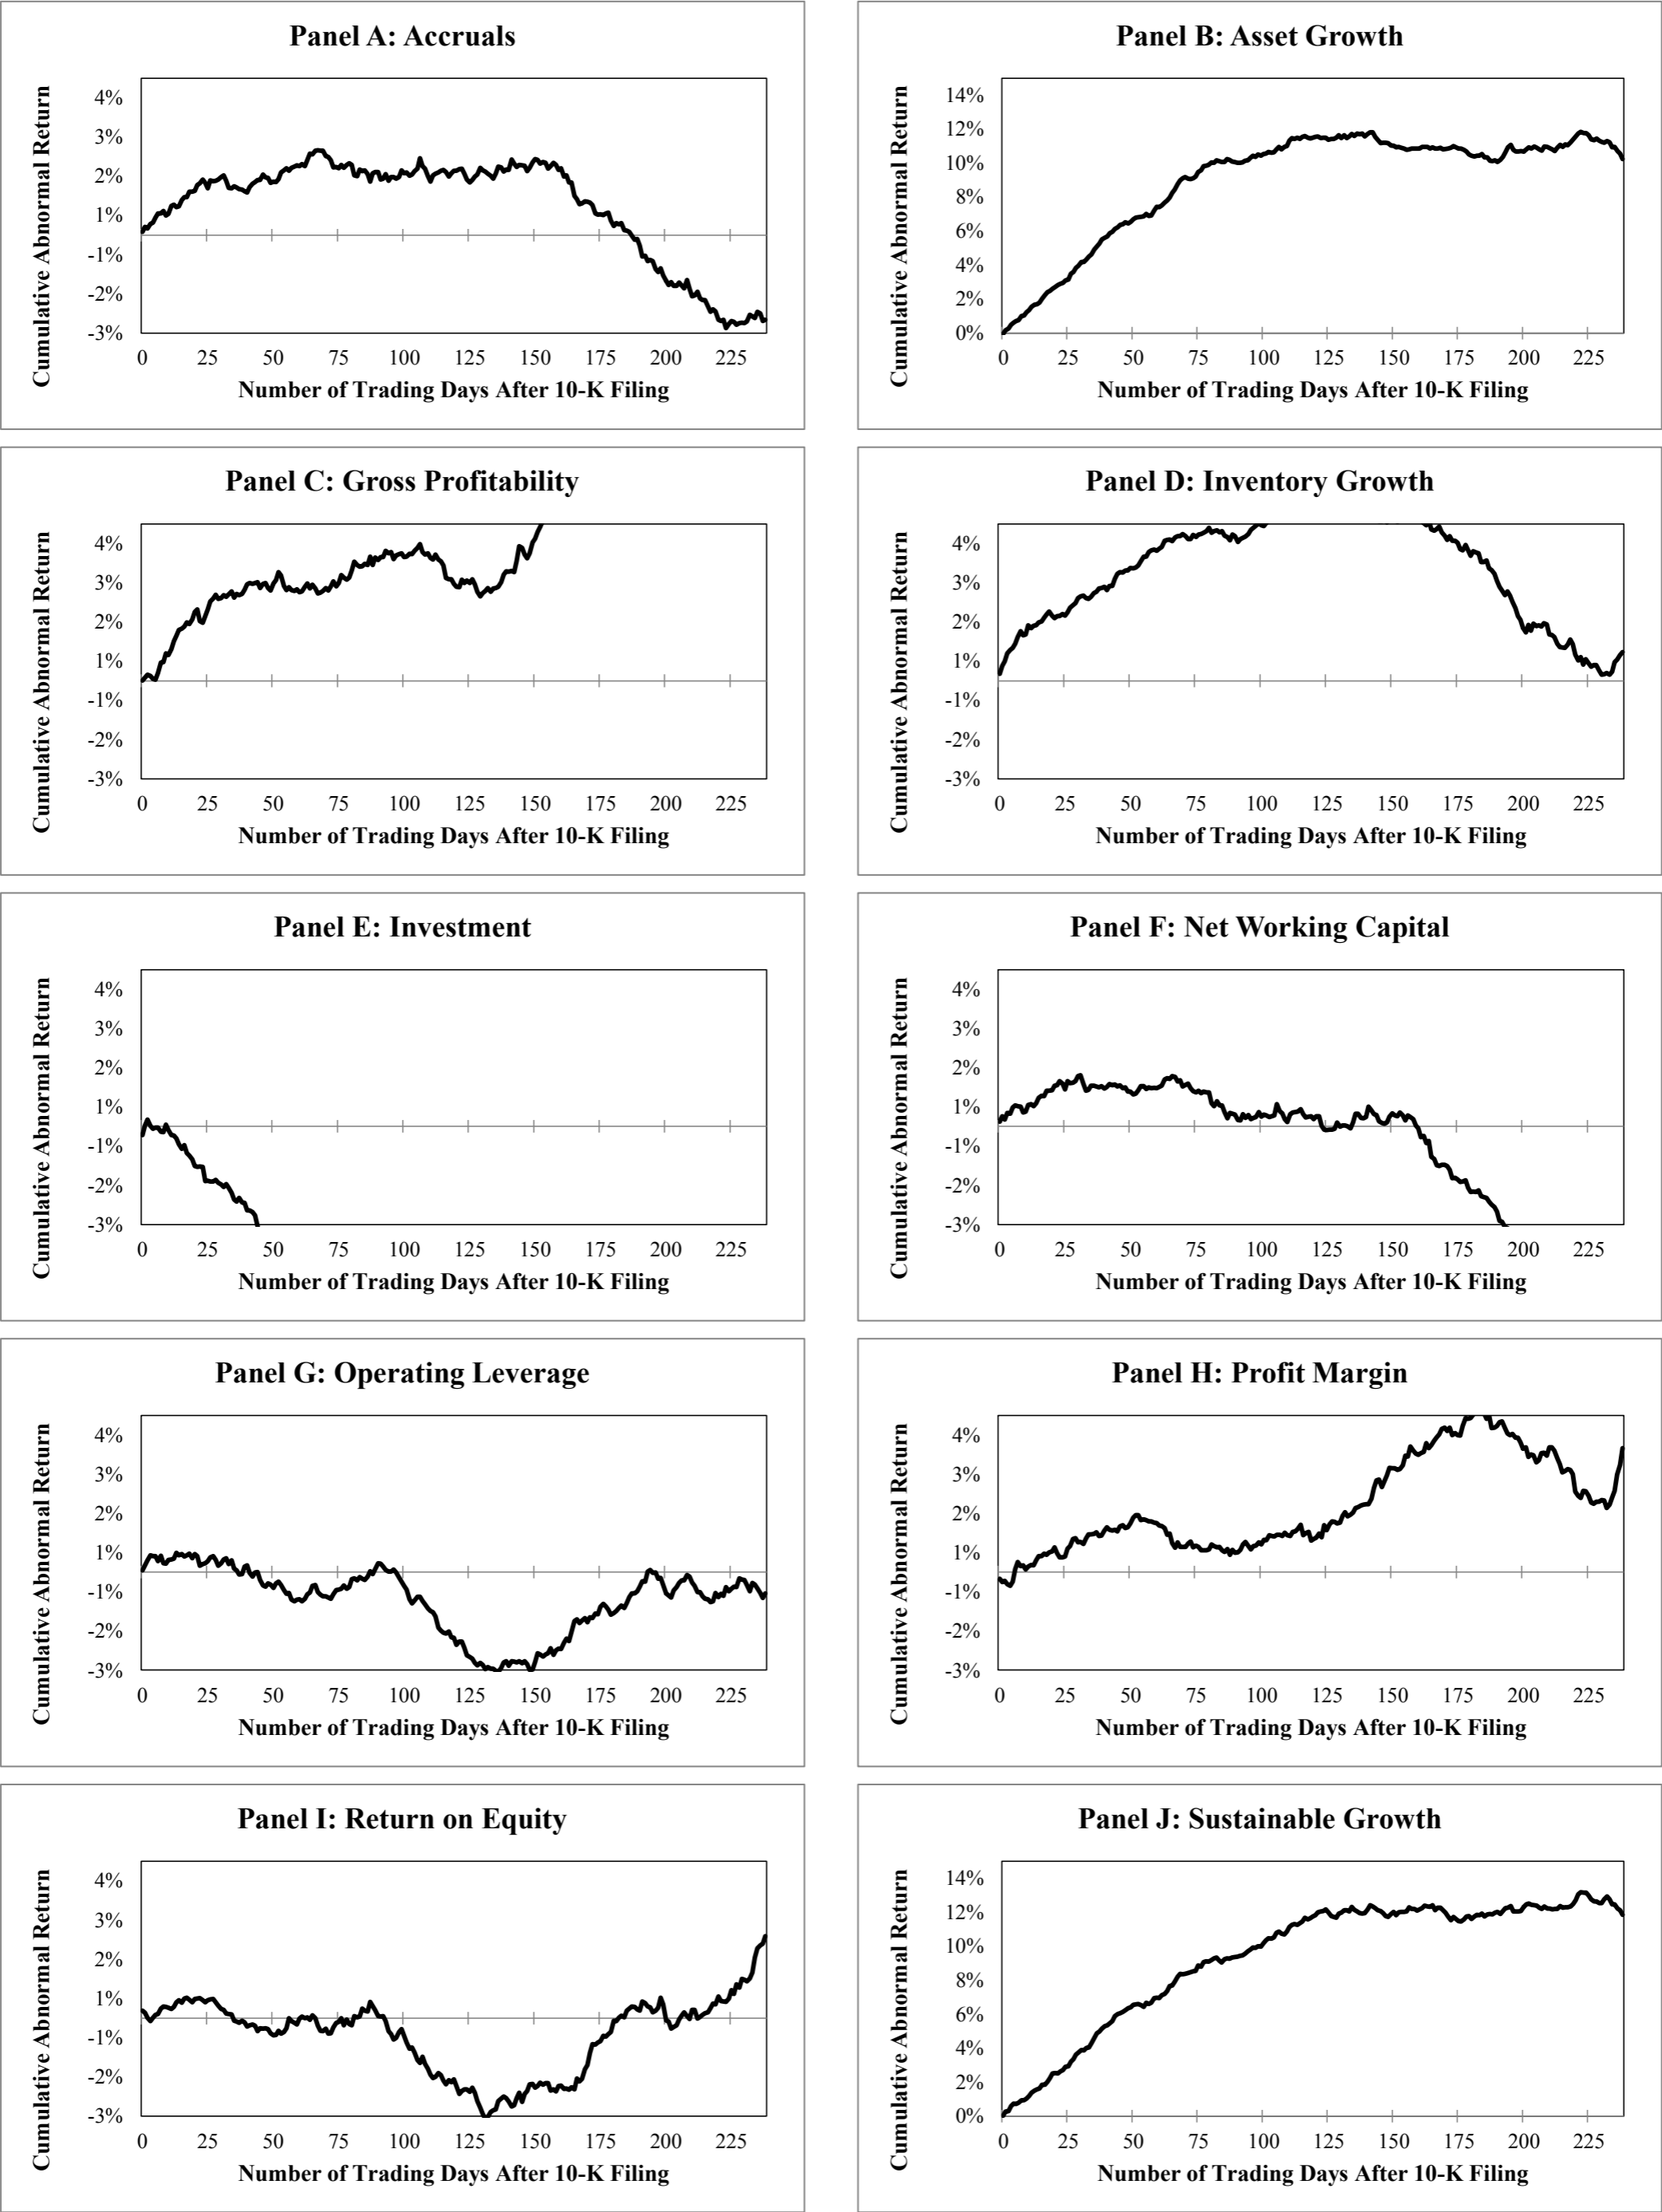 Panel A: Accruals
Cumulative Abnormal Return
4%
3%
2%
1%
-1%
-2%
-3%
0 25 50 75 100 125 150 175 200 225
Number of Trading Days After 10-K Filing
Panel B: Asset Growth
Cumulative Abnormal Return
14%
12%
10%
8%
6%
4%
2%
0%
0 25 50 75 100 125 150 175 200 225
Number of Trading Days After 10-K Filing
Panel C: Gross Profitability
Cumulative Abnormal Return
4%
3%
2%
1%
-1%
-2%
-3%
0 25 50 75 100 125 150 175 200 225
Number of Trading Days After 10-K Filing
Panel D: Inventory Growth
Cumulative Abnormal Return
4%
3%
2%
1%
-1%
-2%
-3%
0 25 50 75 100 125 150 175 200 225
Number of Trading Days After 10-K Filing
Panel E: Investment
Cumulative Abnormal Return
4%
3%
2%
1%
-1%
-2%
-3%
0 25 50 75 100 125 150 175 200 225
Number of Trading Days After 10-K Filing
Panel F: Net Working Capital
Cumulative Abnormal Return
4%
3%
2%
1%
-1%
-2%
-3%
0 25 50 75 100 125 150 175 200 225
Number of Trading Days After 10-K Filing
Panel G: Operating Leverage
Cumulative Abnormal Return
4%
3%
2%
1%
-1%
-2%
-3%
0 25 50 75 100 125 150 175 200 225
Number of Trading Days After 10-K Filing
Panel H: Profit Margin
Cumulative Abnormal Return
4%
3%
2%
1%
-1%
-2%
-3%
0 25 50 75 100 125 150 175 200 225
Number of Trading Days After 10-K Filing
Panel I: Return on Equity
Cumulative Abnormal Return
4%
3%
2%
1%
-1%
-2%
-3%
0 25 50 75 100 125 150 175 200 225
Number of Trading Days After 10-K Filing
Panel J: Sustainable Growth
Cumulative Abnormal Return
14%
12%
10%
8%
6%
4%
2%
0%
0 25 50 75 100 125 150 175 200 225
Number of Trading Days After 10-K Filing